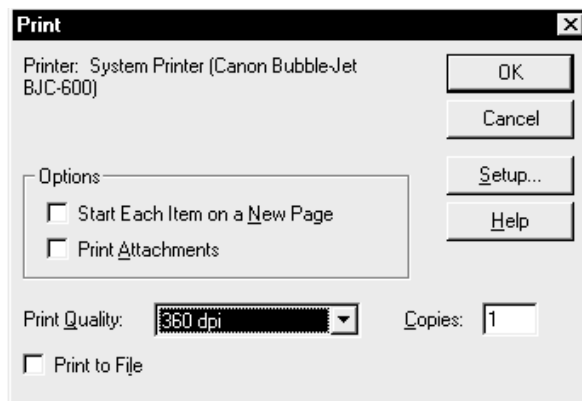 Print
Printer: System Printer (Canon Bubble-Jet
BJC-600)
OK
Cancel
Setup...
Help
Options
Start Each Item on a New Page
Print Attachments
Print Quality: 360 dpi Copies: 1
Print to File